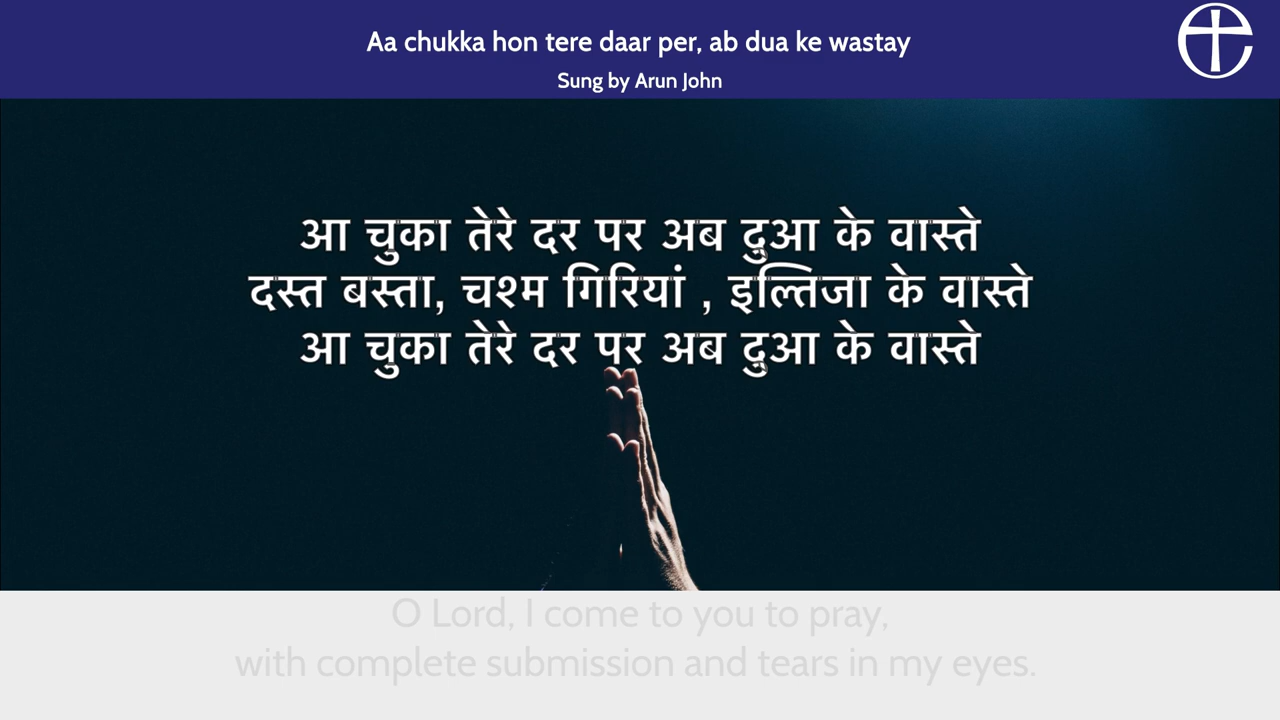 Aa chukka hon tere daar per, ab dua ke wastay
Sung by Arun John
आ चुका तेरे दर पर अब दुआ के वास्ते
दस्त बस्ता, चश्म गिरियां , इल्तिजा के वास्ते
आ चुका तेरे दर पर अब दुआ के वास्ते
O Lord, I come to you to pray,
with complete submission and tears in my eyes.